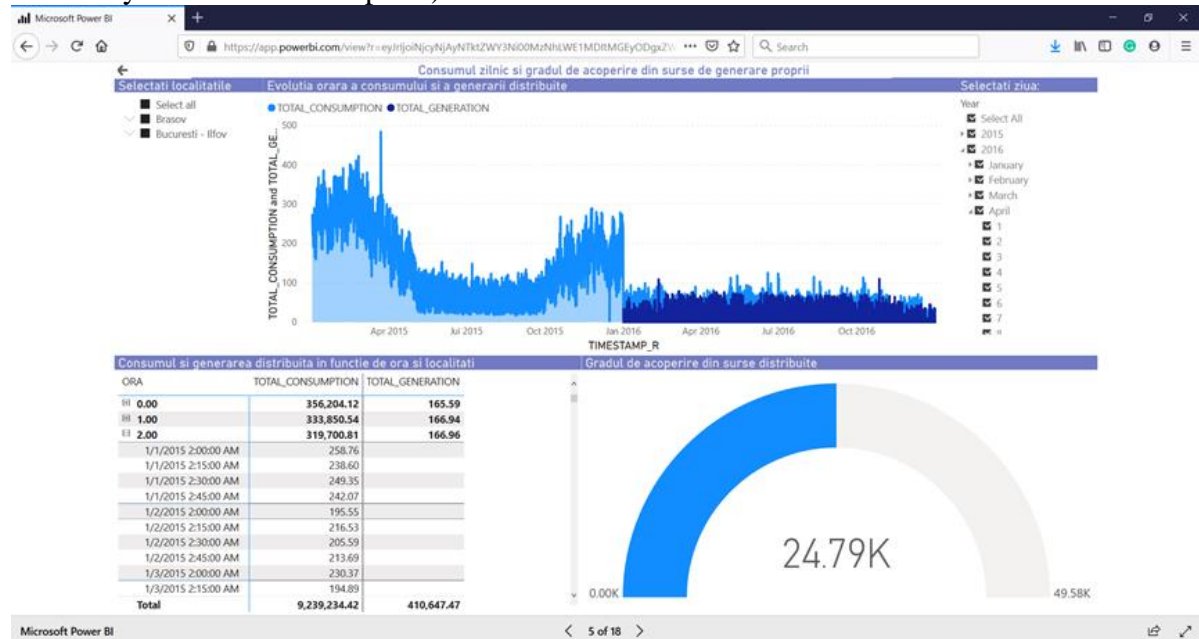 Microsoft Power BI
https://app.powerbi.com/view?r=eyJrIjoiNjcyNjAyNTktZWY3Ni00MzNhLWE1MDItMGEyODgx
Search
Consumul zilnic si gradul de acoperire din surse de generare proprii
Selectati localitatile
Select all
Brasov
Bucuresti - Ilfov
Evolutia orara a consumului si a generarii distribuite
TOTAL_CONSUMPTION TOTAL_GENERATION
TOTAL_CONSUMPTION and TOTAL_GE...
500
400
300
200
100
0
Apr 2015 Jul 2015 Oct 2015 Jan 2016 Apr 2016 Jul 2016 Oct 2016
TIMESTAMP_R
Selectati ziua:
Year
Select All
2015
2016
January
February
March
April
1
2
3
4
5
6
7
Consumul si generarea distribuita in functie de ora si localitati
ORA TOTAL_CONSUMPTION TOTAL_GENERATION
0.00 356,204.12 165.59
1.00 333,850.54 166.94
2.00 319,700.81 166.96
1/1/2015 2:00:00 AM 258.76
1/1/2015 2:15:00 AM 238.60
1/1/2015 2:30:00 AM 249.35
1/1/2015 2:45:00 AM 242.07
1/2/2015 2:00:00 AM 195.55
1/2/2015 2:15:00 AM 216.53
1/2/2015 2:30:00 AM 205.59
1/2/2015 2:45:00 AM 213.69
1/3/2015 2:00:00 AM 230.37
1/3/2015 2:15:00 AM 194.89
Total 9,239,234.42 410,647.47
Gradul de acoperire din surse distribuite
24.79K
0.00K 49.58K
Microsoft Power BI
5 of 18